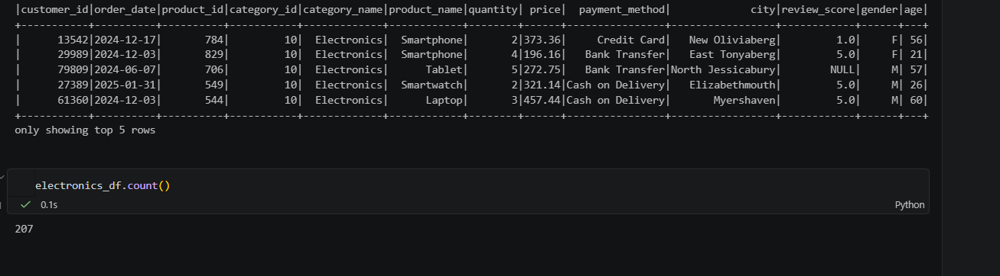 |customer_id|order_date|product_id|category_id|category_name|product_name|quantity| price|  payment_method|            city|review_score|gender|age|
+-----------+----------+----------+-----------+-------------+------------+--------+------+----------------+----------------+------------+------+---+
|      13542|2024-12-17|       784|         10|  Electronics|  Smartphone|       2|373.36|     Credit Card|  New Oliviaberg|         1.0|     F| 56|
|      29989|2024-12-03|       829|         10|  Electronics|  Smartphone|       4|196.16|   Bank Transfer|  East Tonyaberg|         5.0|     F| 21|
|      79809|2024-06-07|       706|         10|  Electronics|      Tablet|       5|272.75|   Bank Transfer|North Jessicabury|        NULL|     M| 57|
|      27389|2025-01-31|       549|         10|  Electronics|  Smartwatch|       2|321.14|Cash on Delivery|  Elizabethmouth|         5.0|     M| 26|
|      61360|2024-12-03|       544|         10|  Electronics|      Laptop|       3|457.44|Cash on Delivery|      Myershaven|         5.0|     M| 60|
+-----------+----------+----------+-----------+-------------+------------+--------+------+----------------+----------------+------------+------+---+
only showing top 5 rows
electronics_df.count()
0.1s
Python
207